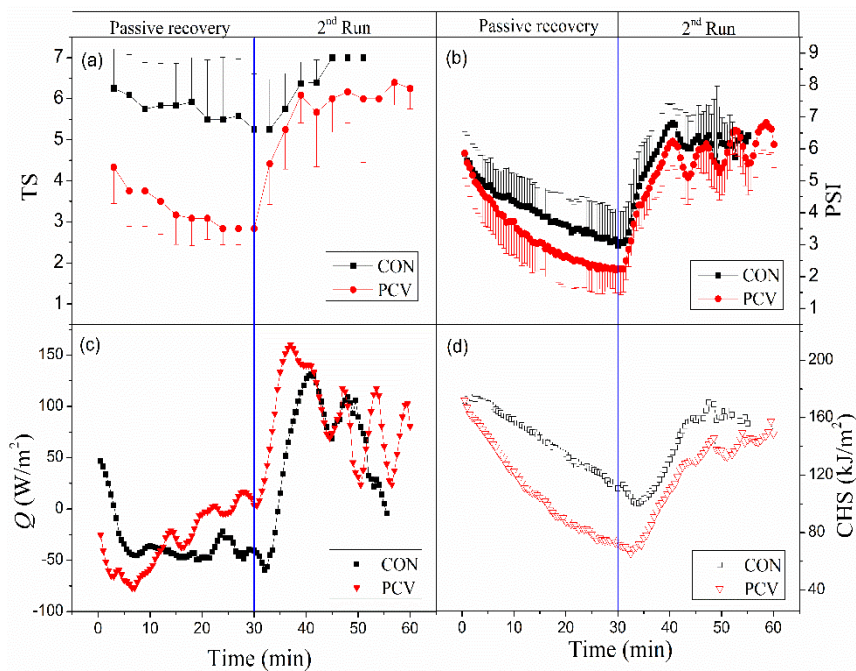 Passive recovery 2nd Run Passive recovery 2nd Run
(a) (b)
7 6 5 4 3 2 1
TS
CON
PCV
9 8 7 6 5 4 3 2 1
PSI
CON
PCV
(c) (d)
150 100 50 0 -50 -100
Q (W/m²)
CON
PCV
200 160 120 80 40
CHS (kJ/m²)
CON
PCV
0 10 20 30 40 50 60
Time (min)
0 10 20 30 40 50 60
Time (min)